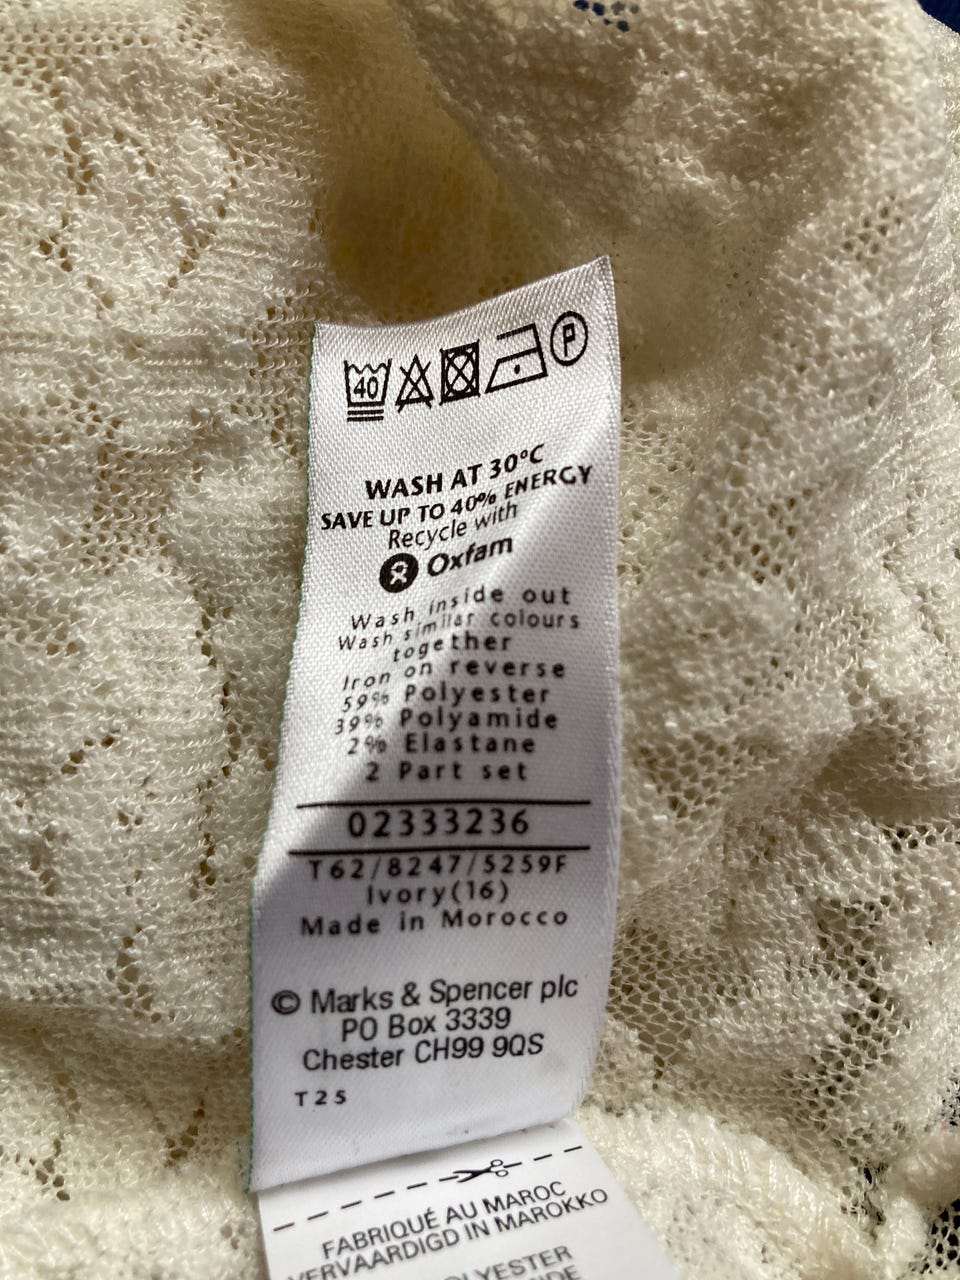 40 P
WASH AT 30°C
SAVE UP TO 40% ENERGY
Recycle with
Oxfam
Wash inside out
Wash similar colours
together
Iron on reverse
59% Polyester
39% Polyamide
2% Elastane
2 Part set
02333236
T62/8247/5259F
Ivory(16)
Made in Morocco
© Marks & Spencer plc
PO Box 3339
Chester CH99 9QS
T25
FABRIQUÉ AU MAROC
VERVAARDIGD IN MAROKKO
POLYESTER